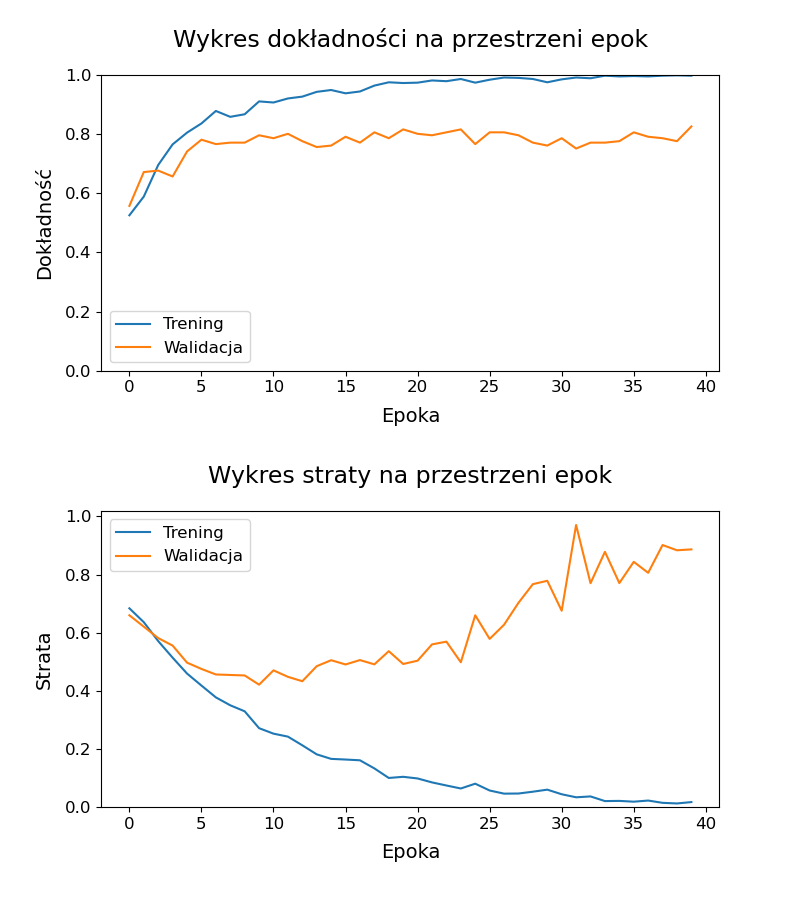 Wykres dokładności na przestrzeni epok
Dokładność
1.0
0.8
0.6
0.4
0.2
0.0
Trening
Walidacja
0 5 10 15 20 25 30 35 40
Epoka
Wykres straty na przestrzeni epok
Strata
1.0
0.8
0.6
0.4
0.2
0.0
Trening
Walidacja
0 5 10 15 20 25 30 35 40
Epoka